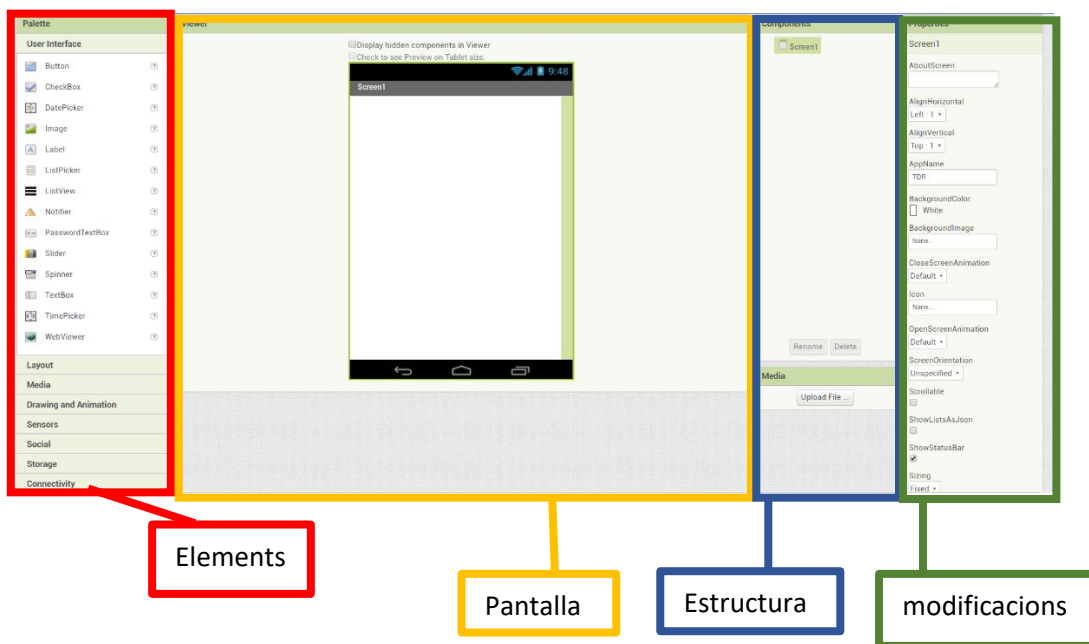 Palette
User Interface
Button
CheckBox
DatePicker
Image
Label
ListPicker
ListView
Notifier
PasswordTextBox
Slider
Spinner
TextBox
TimePicker
WebViewer
Layout
Media
Drawing and Animation
Sensors
Social
Storage
Connectivity
Viewer
Display hidden components in Viewer
Check to see Preview on Tablet size.
9:48
Screen1
Components
Screen1
Rename Delete
Media
Upload File ...
Properties
Screen1
AboutScreen
AlignHorizontal
Left : 1
AlignVertical
Top : 1
AppName
TDR
BackgroundColor
White
BackgroundImage
None...
CloseScreenAnimation
Default
Icon
None...
OpenScreenAnimation
Default
ScreenOrientation
Unspecified
Scrollable
ShowListsAsJson
ShowStatusBar
Sizing
Fixed
Elements
Pantalla
Estructura
modificacions